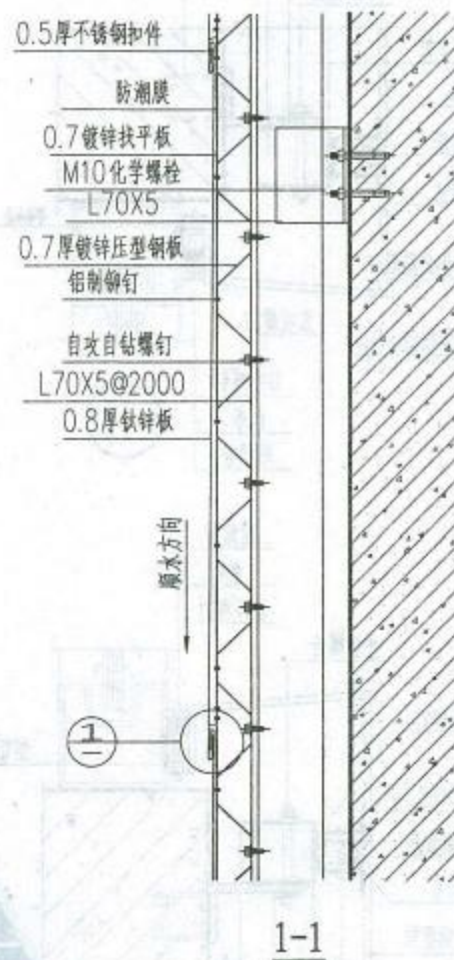 0.5厚不锈钢扣件
防潮膜
0.7镀锌找平板
M10化学螺栓
L70X5
0.7厚镀锌压型钢板
铝制铆钉
自攻自钻螺钉
L70X5@2000
0.8厚钛锌板
顺水方向
1
1-1